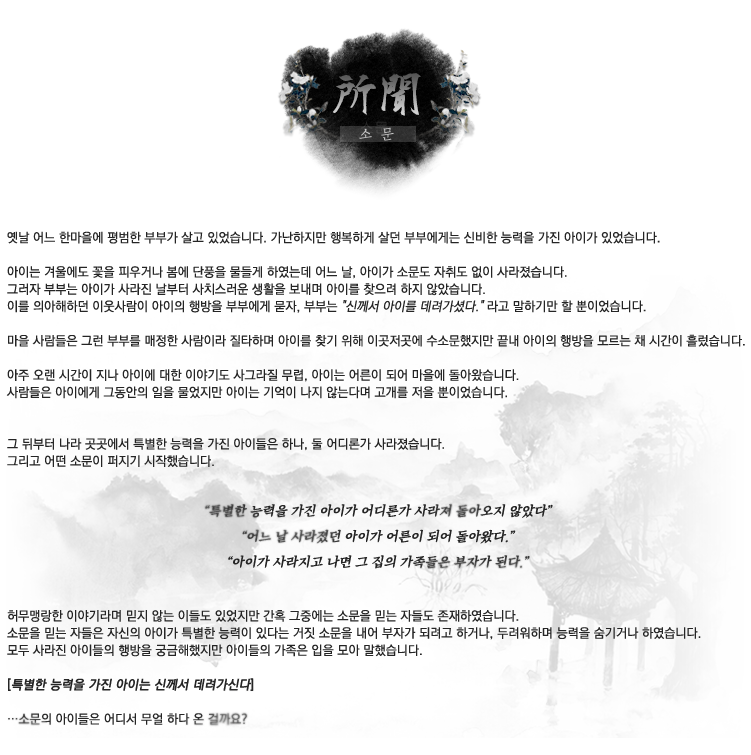 所聞
소문
옛날 어느 한마을에 평범한 부부가 살고 있었습니다. 가난하지만 행복하게 살던 부부에게는 신비한 능력을 가진 아이가 있었습니다.
아이는 겨울에도 꽃을 피우거나 봄에 단풍을 물들게 하였는데 어느 날, 아이가 소문도 자취도 없이 사라졌습니다.
그러자 부부는 아이가 사라진 날부터 사치스러운 생활을 보내며 아이를 찾으려 하지 않았습니다.
이를 의아해하던 이웃사람이 아이의 행방을 부부에게 묻자, 부부는 "신께서 아이를 데려가셨다." 라고 말하기만 할 뿐이었습니다.
마을 사람들은 그런 부부를 매정한 사람이라 질타하며 아이를 찾기 위해 이곳저곳에 수소문했지만 끝내 아이의 행방을 모르는 채 시간이 흘렀습니다.
아주 오랜 시간이 지나 아이에 대한 이야기도 사그라질 무렵, 아이는 어른이 되어 마을에 돌아왔습니다.
사람들은 아이에게 그동안의 일을 물었지만 아이는 기억이 나지 않는다며 고개를 저을 뿐이었습니다.
그 뒤부터 나라 곳곳에서 특별한 능력을 가진 아이들은 하나, 둘 어디론가 사라졌습니다.
그리고 어떤 소문이 퍼지기 시작했습니다.
“특별한 능력을 가진 아이가 어디론가 사라져 돌아오지 않았다”
“어느 날 사라졌던 아이가 어른이 되어 돌아왔다.”
“아이가 사라지고 나면 그 집의 가족들은 부자가 된다.”
허무맹랑한 이야기라며 믿지 않는 이들도 있었지만 간혹 그중에는 소문을 믿는 자들도 존재하였습니다.
소문을 믿는 자들은 자신의 아이가 특별한 능력이 있다는 거짓 소문을 내어 부자가 되려고 하거나, 두려워하며 능력을 숨기거나 하였습니다.
모두 사라진 아이들의 행방을 궁금해했지만 아이들의 가족은 입을 모아 말했습니다.
[특별한 능력을 가진 아이는 신께서 데려가신다]
…소문의 아이들은 어디서 무얼 하다 온 걸까요?